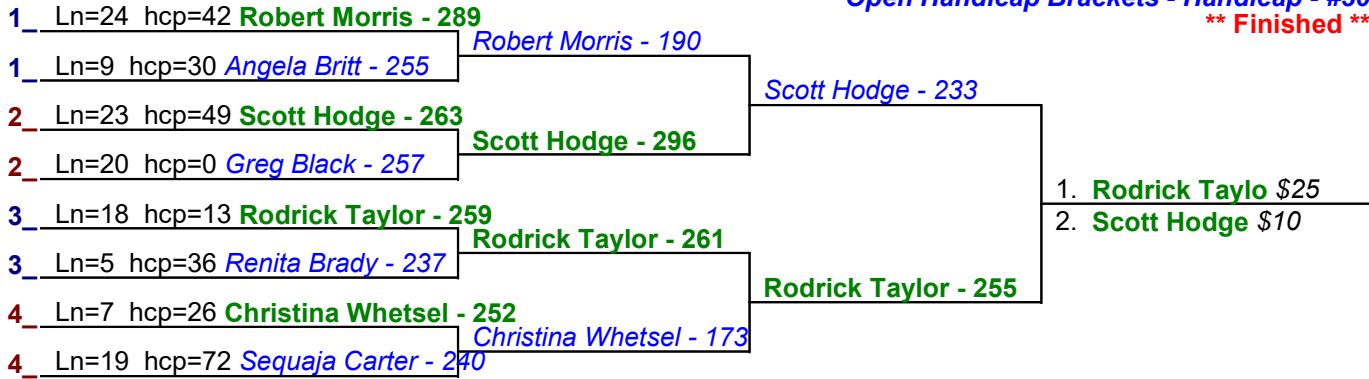 Open Handicap Brackets - Handicap - #30
** Finished **
1_ Ln=24 hcp=42 Robert Morris - 289
Robert Morris - 190
1_ Ln=9 hcp=30 Angela Britt - 255
Scott Hodge - 233
2_ Ln=23 hcp=49 Scott Hodge - 263
Scott Hodge - 296
2_ Ln=20 hcp=0 Greg Black - 257
1. Rodrick Taylo $25
2. Scott Hodge $10
3_ Ln=18 hcp=13 Rodrick Taylor - 259
Rodrick Taylor - 261
3_ Ln=5 hcp=36 Renita Brady - 237
Rodrick Taylor - 255
4_ Ln=7 hcp=26 Christina Whetsel - 252
Christina Whetsel - 173
4_ Ln=19 hcp=72 Sequaja Carter - 240